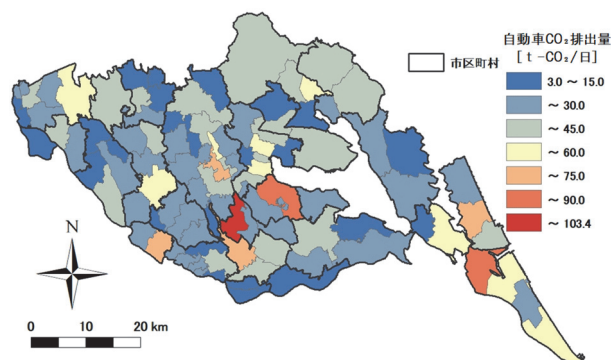 自動車CO₂排出量
[ t -CO₂/日]
市区町村
3.0 ～ 15.0
～ 30.0
～ 45.0
～ 60.0
～ 75.0
～ 90.0
～ 103.4
N
0 10 20 km